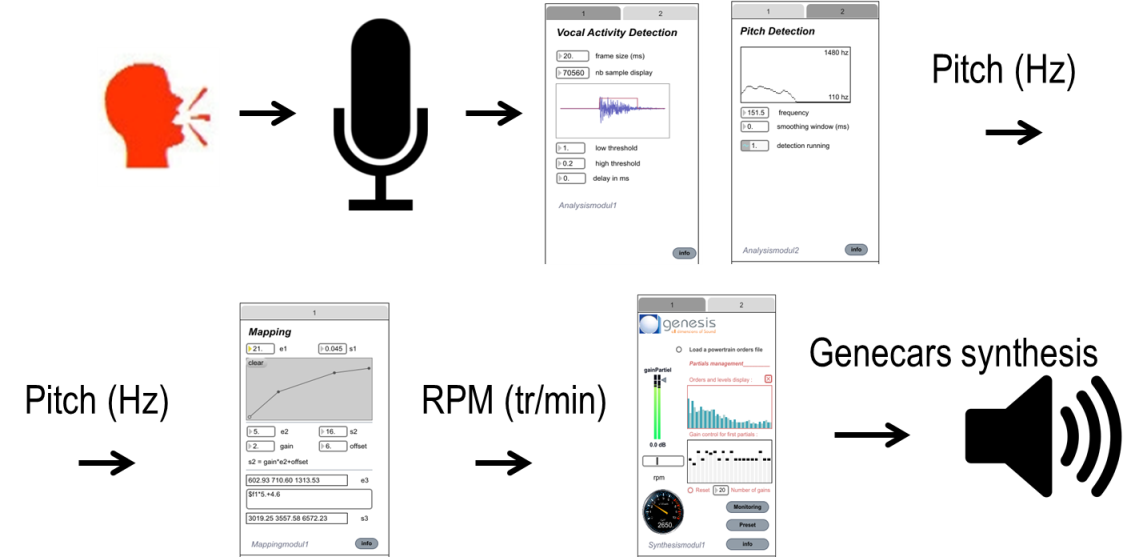 1 2
Vocal Activity Detection
20. frame size (ms)
70560 nb sample display
1. low threshold
0.2 high threshold
0. delay in ms
Analysismodul1
info
1 2
Pitch Detection
1480 hz
110 hz
151.5 frequency
0. smoothing window (ms)
1. detection running
Analysismodul2
info
Pitch (Hz)
Pitch (Hz)
1
Mapping
21. e1 0.045 s1
clear
5. e2 16. s2
2. gain 6. offset
s2 = gain*e2+offset
602.93 710.60 1313.53 e3
$f1*5.+4.6
3019.25 3557.58 6572.23 s3
Mappingmodul1
info
RPM (tr/min)
1 2
genesis
Load a powertrain orders file
Partials management
gainPartiel
Orders and levels display :
Gain control for first partials :
0.0 dB
rpm
Reset 20 Number of gains
2650
Monitoring
Preset
info
Synthesismodul1
Genecars synthesis